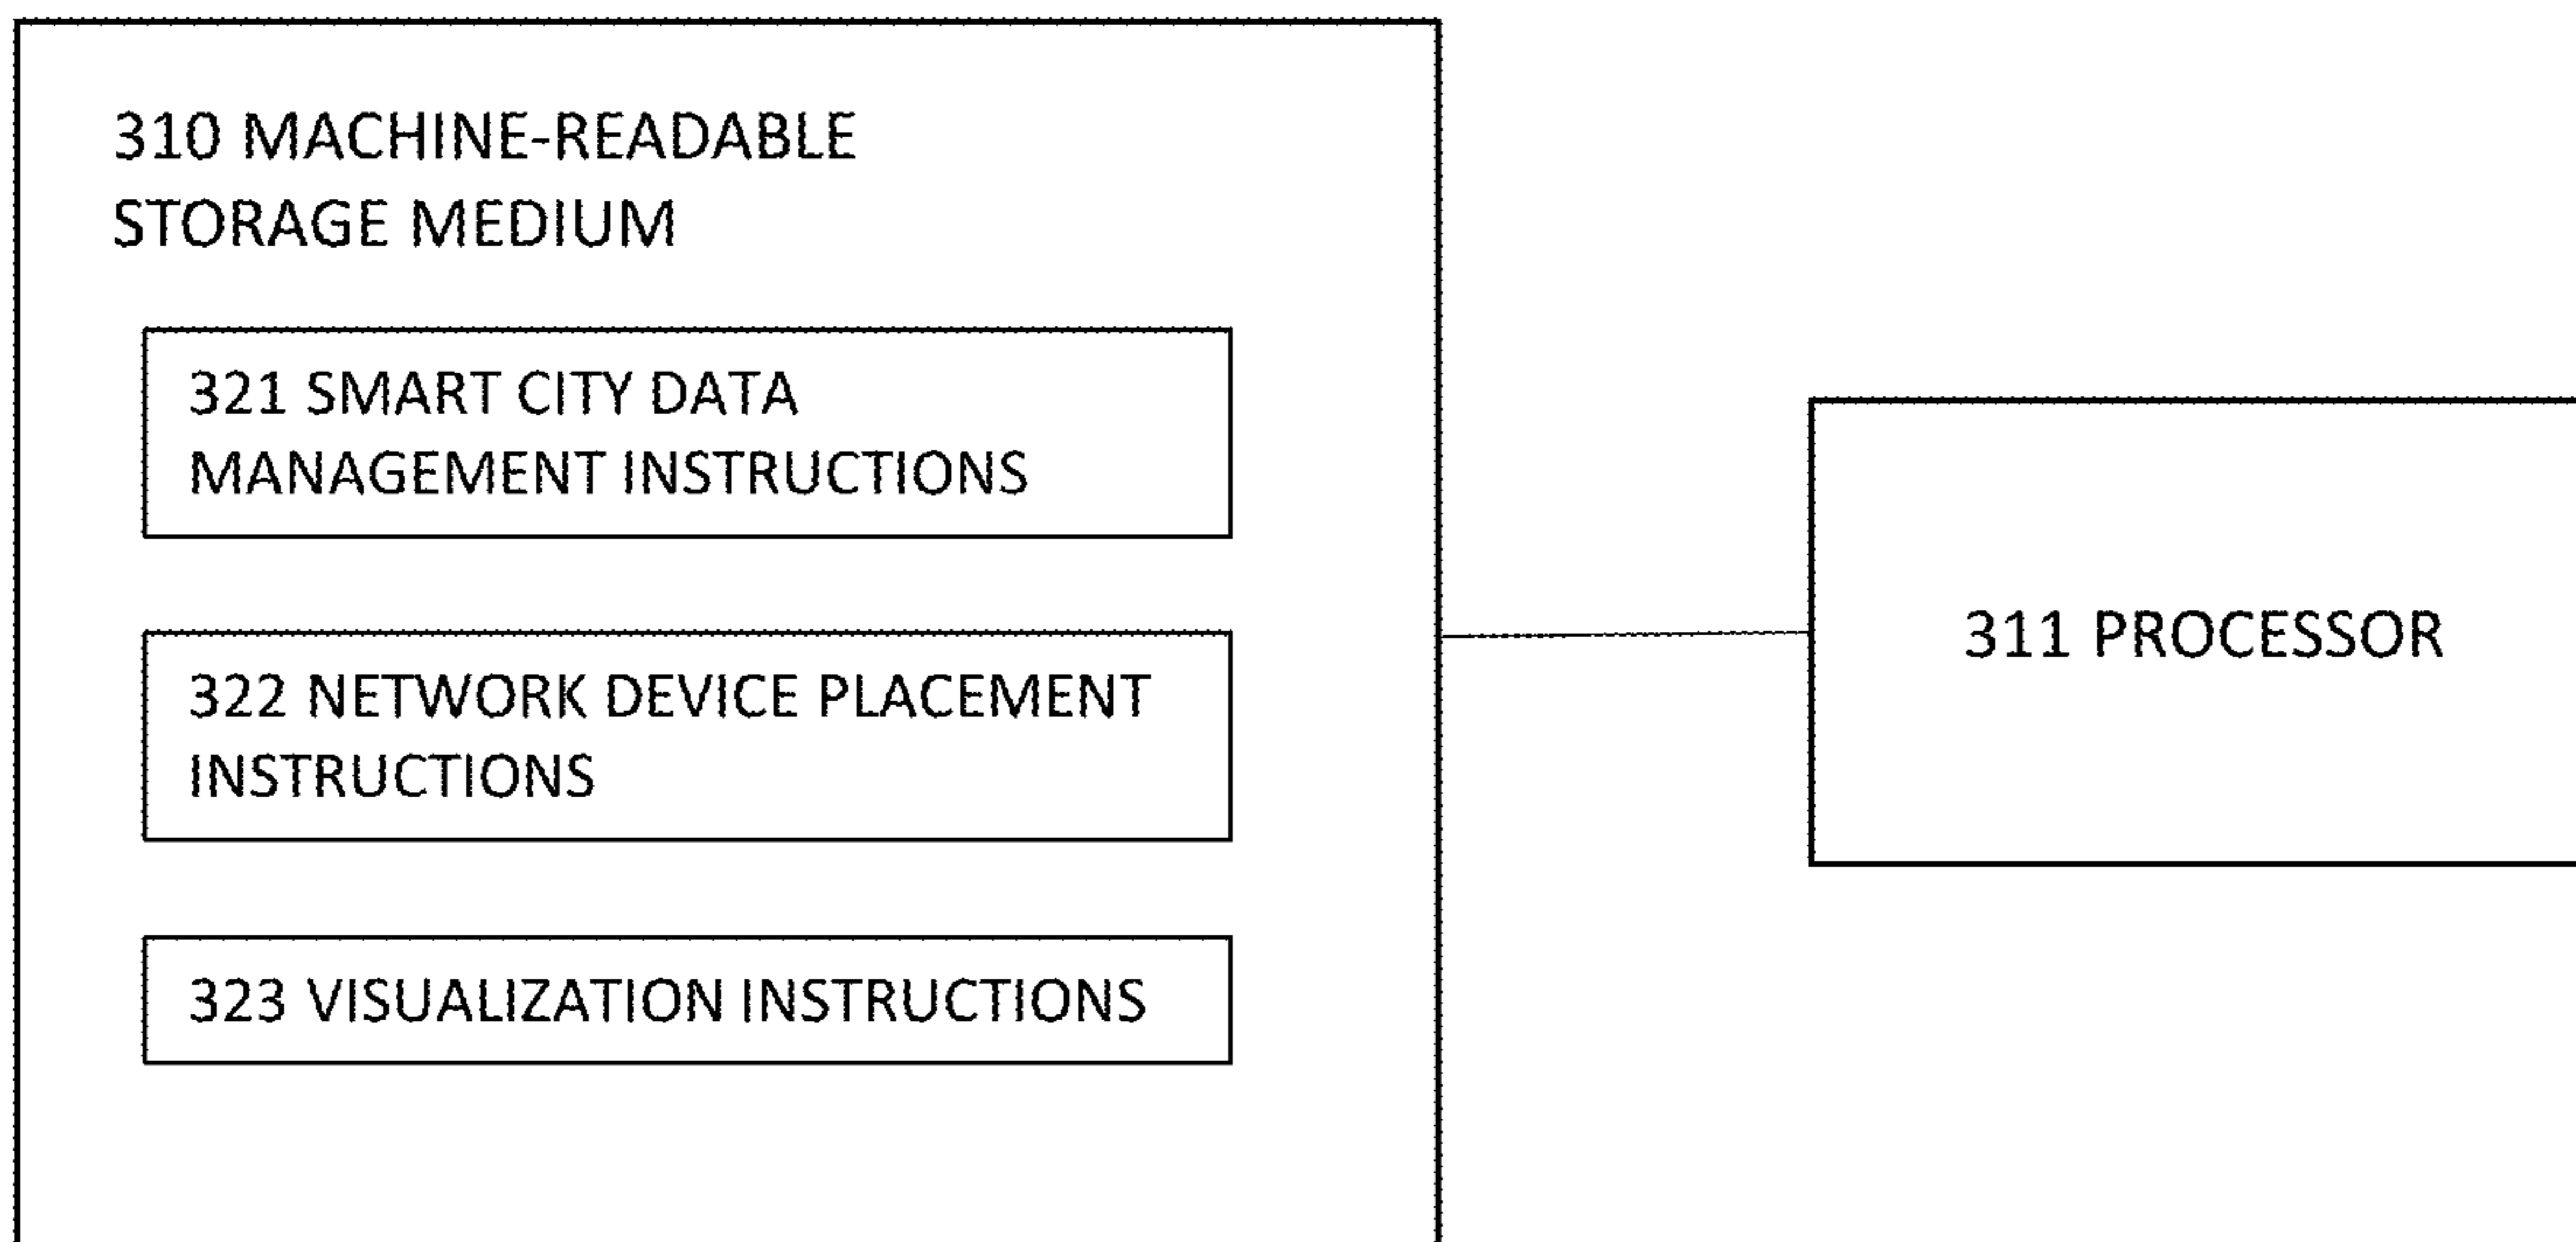 310 MACHINE-READABLE
STORAGE MEDIUM
321 SMART CITY DATA
MANAGEMENT INSTRUCTIONS
322 NETWORK DEVICE PLACEMENT
INSTRUCTIONS
323 VISUALIZATION INSTRUCTIONS
311 PROCESSOR